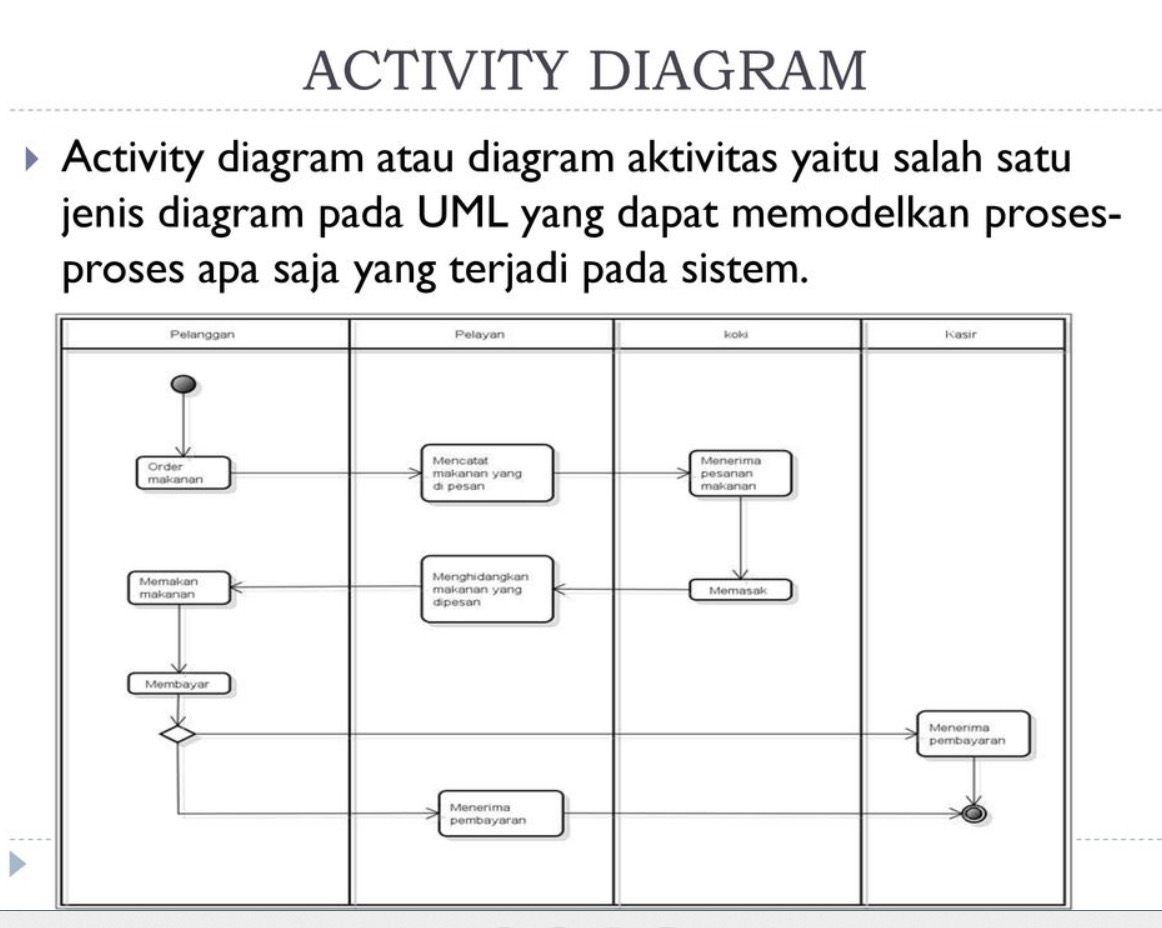 ACTIVITY DIAGRAM
Activity diagram atau diagram aktivitas yaitu salah satu
jenis diagram pada UML yang dapat memodelkan proses-
proses apa saja yang terjadi pada sistem.
Pelanggan
Pelayan
koki
Kasir
Order
makanan
Mencatat
makanan yang
di pesan
Menerima
pesanan
makanan
Memakan
makanan
Menghidangkan
makanan yang
dipesan
Memasak
Membayar
Menerima
pembayaran
Menerima
pembayaran